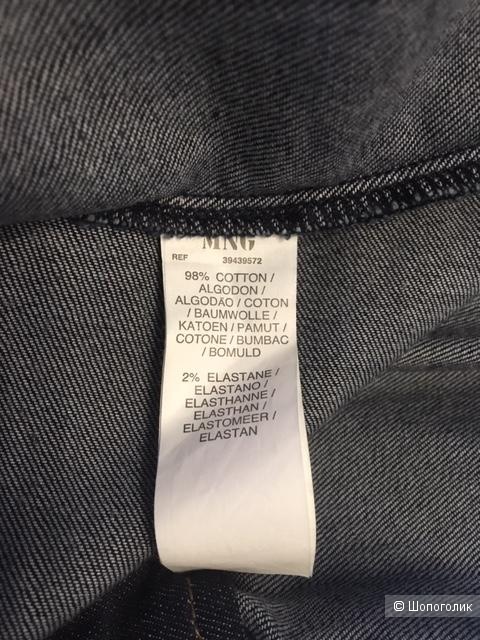 MNG
REF 39439572
98% COTTON /
ALGODON /
ALGODÃO / COTON
/ BAUMWOLLE /
KATOEN / PAMUT /
COTONE / BUMBAC
/ BOMULD
2% ELASTANE /
ELASTANO /
ELASTHANNE /
ELASTHAN /
ELASTOMEER /
ELASTAN
© Шопоголик